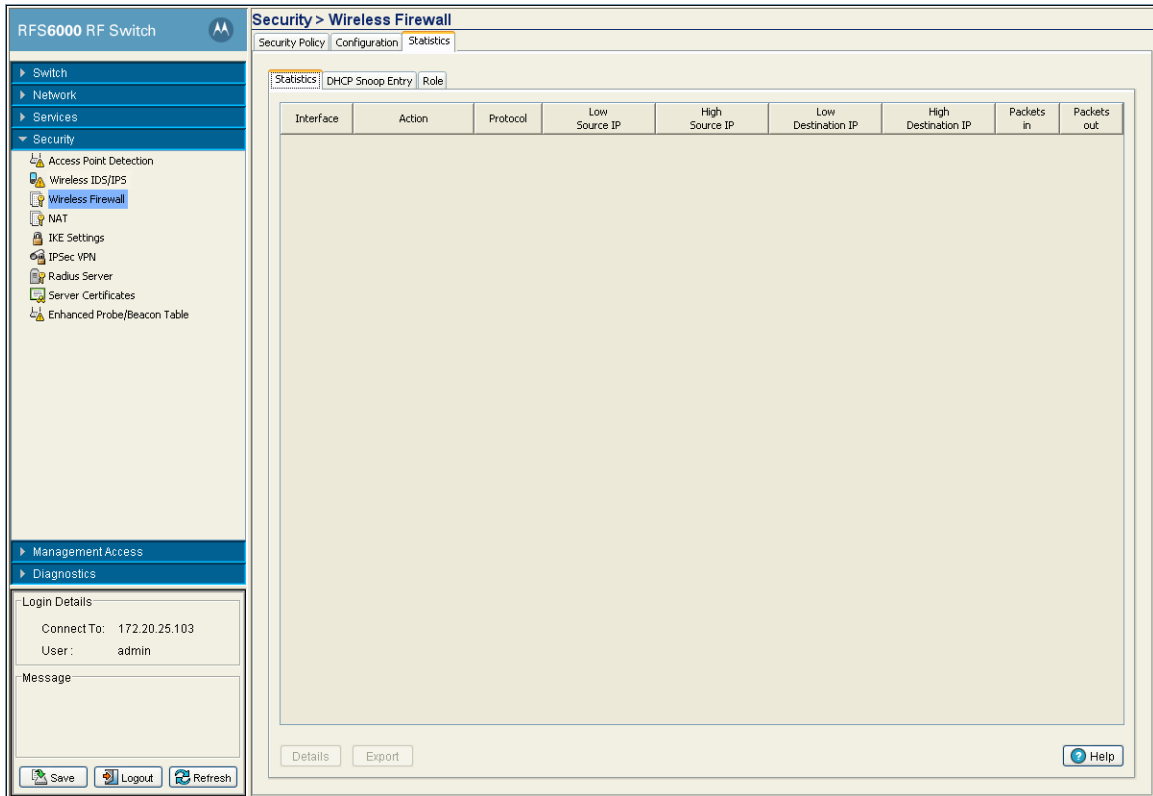 RFS6000 RF Switch
Switch
Network
Services
Security
Access Point Detection
Wireless IDS/IPS
Wireless Firewall
NAT
IKE Settings
IPSec VPN
Radius Server
Server Certificates
Enhanced Probe/Beacon Table
Management Access
Diagnostics
Login Details
Connect To: 172.20.25.103
User : admin
Message
Save Logout Refresh
Security > Wireless Firewall
Security Policy Configuration Statistics
Statistics DHCP Snoop Entry Role
Interface Action Protocol Low Source IP High Source IP Low Destination IP High Destination IP Packets in Packets out
Details Export Help